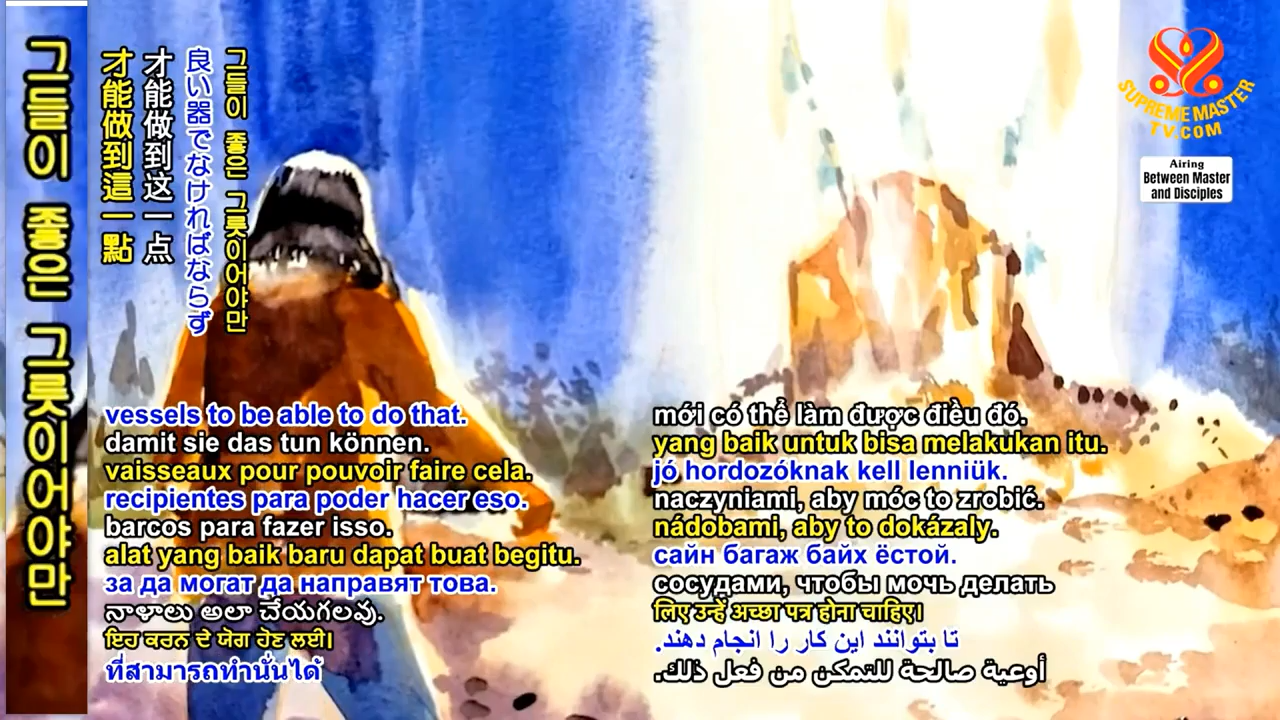 그들이 좋은 그릇이어야만
才能做到這一點
才能做到这一点
良い器でなければならず
그들이 좋은 그릇이어야만
SUPREME MASTER
TV.COM
Airing
Between Master
and Disciples
vessels to be able to do that.
damit sie das tun können.
vaisseaux pour pouvoir faire cela.
recipientes para poder hacer eso.
barcos para fazer isso.
alat yang baik baru dapat buat begitu.
за да могат да направят това.
నాళాలు అలా చేయగలవు.
ਇਹ ਕਰਨ ਦੇ ਯੋਗ ਹੋਣ ਲਈ।
ที่สามารถทำนั่นได้
mới có thể làm được điều đó.
yang baik untuk bisa melakukan itu.
jó hordozóknak kell lenniük.
naczyniami, aby móc to zrobić.
nádobami, aby to dokázaly.
сайн багаж байх ёстой.
сосудами, чтобы мочь делать
लिए उन्हें अच्छा पत्र होना चाहिए।
تا بتوانند این کار را انجام دهند.
أوعية صالحة للتمكن من فعل ذلك.